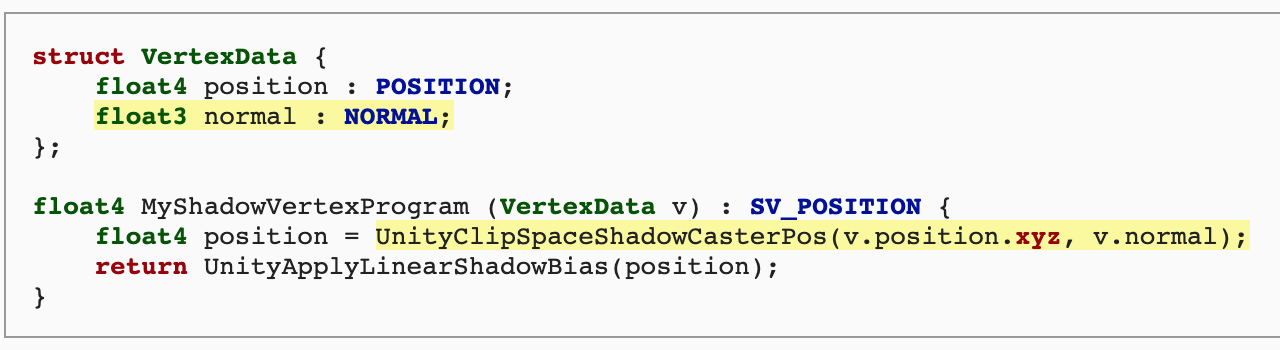 struct VertexData {
    float4 position : POSITION;
    float3 normal : NORMAL;
};

float4 MyShadowVertexProgram (VertexData v) : SV_POSITION {
    float4 position = UnityClipSpaceShadowCasterPos(v.position.xyz, v.normal);
    return UnityApplyLinearShadowBias(position);
}